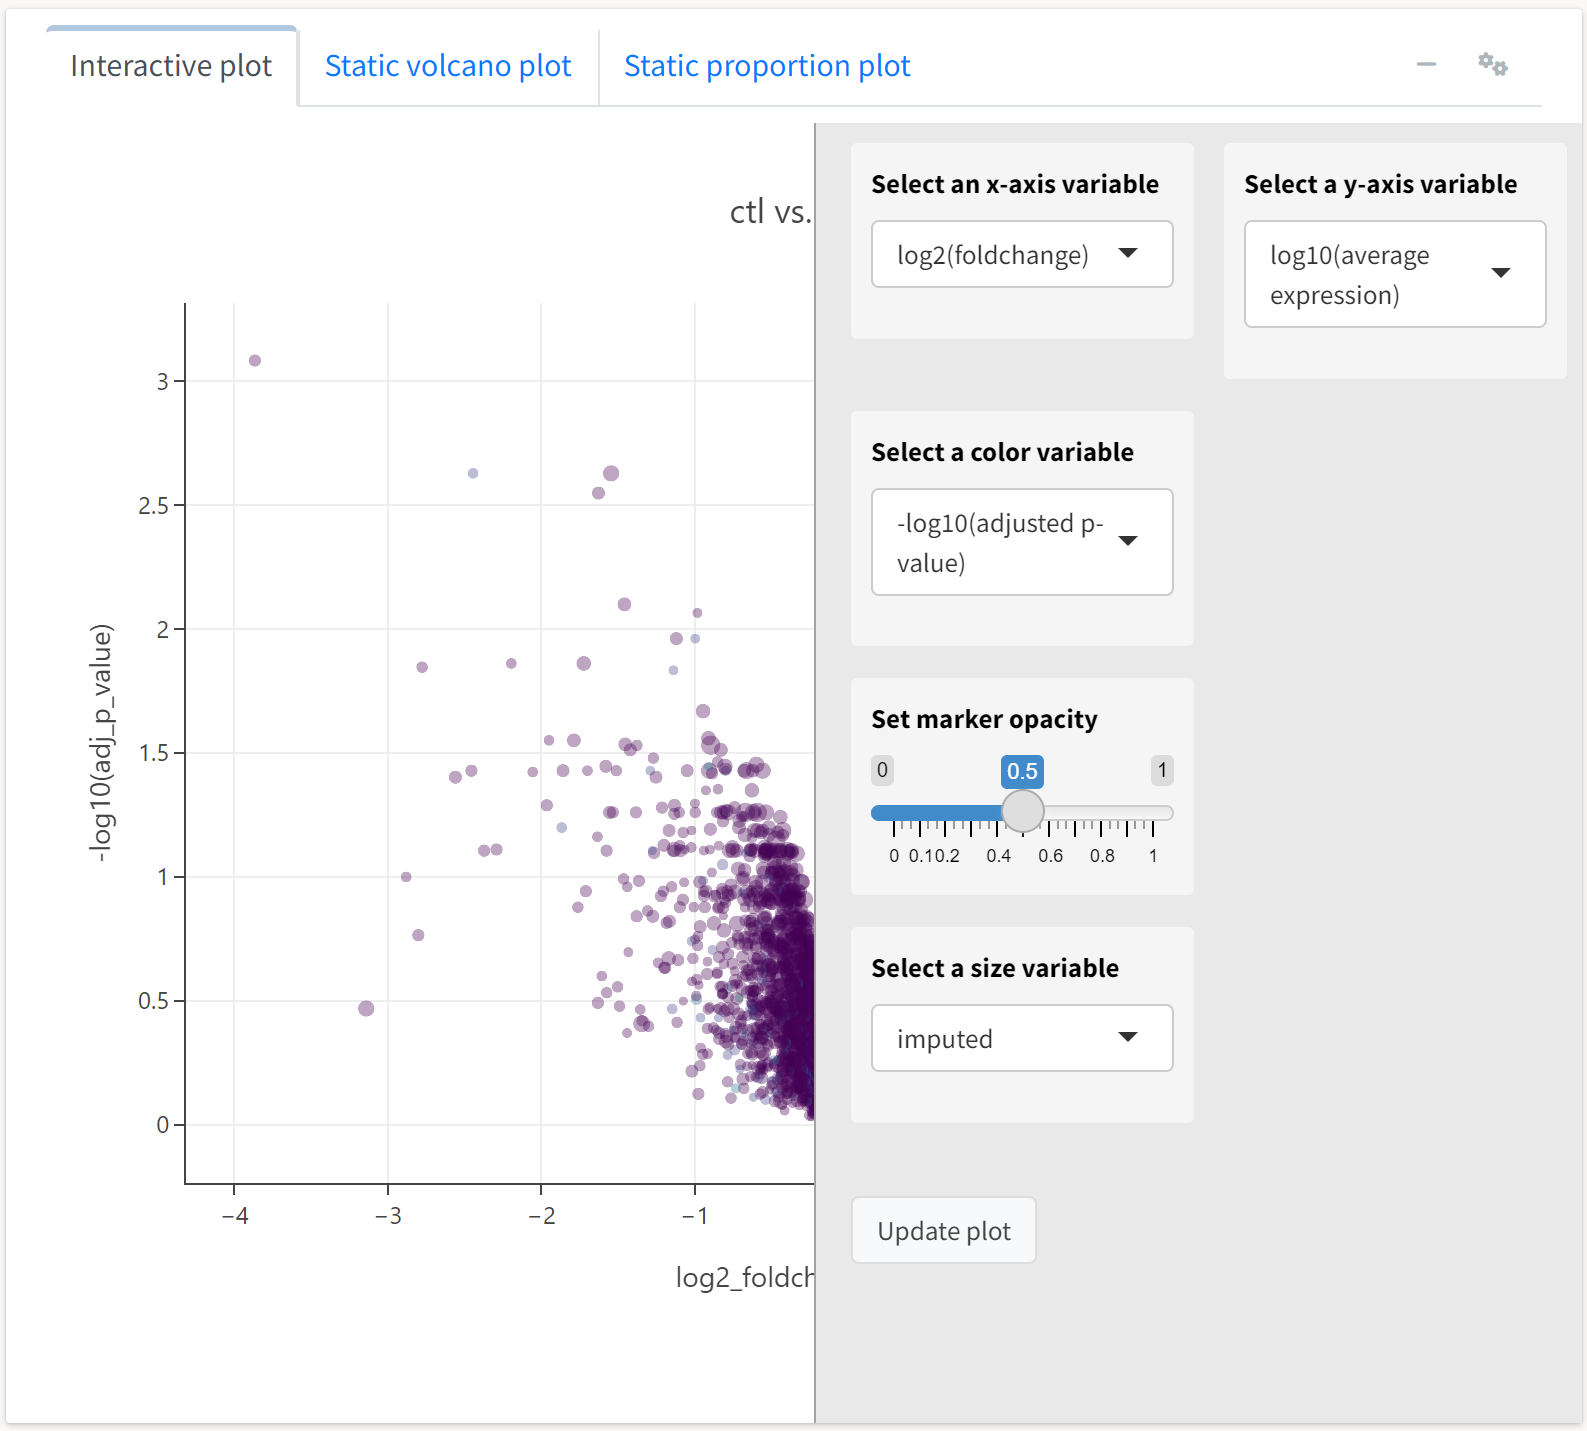 Interactive plot
Static volcano plot
Static proportion plot
ctl vs.
3
2.5
2
1.5
1
0.5
0
-log10(adj_p_value)
−4
−3
−2
−1
log2_foldch
Select an x-axis variable
log2(foldchange)
Select a y-axis variable
log10(average
expression)
Select a color variable
-log10(adjusted p-
value)
Set marker opacity
0
0.5
1
0 0.1 0.2 0.4 0.6 0.8 1
Select a size variable
imputed
Update plot